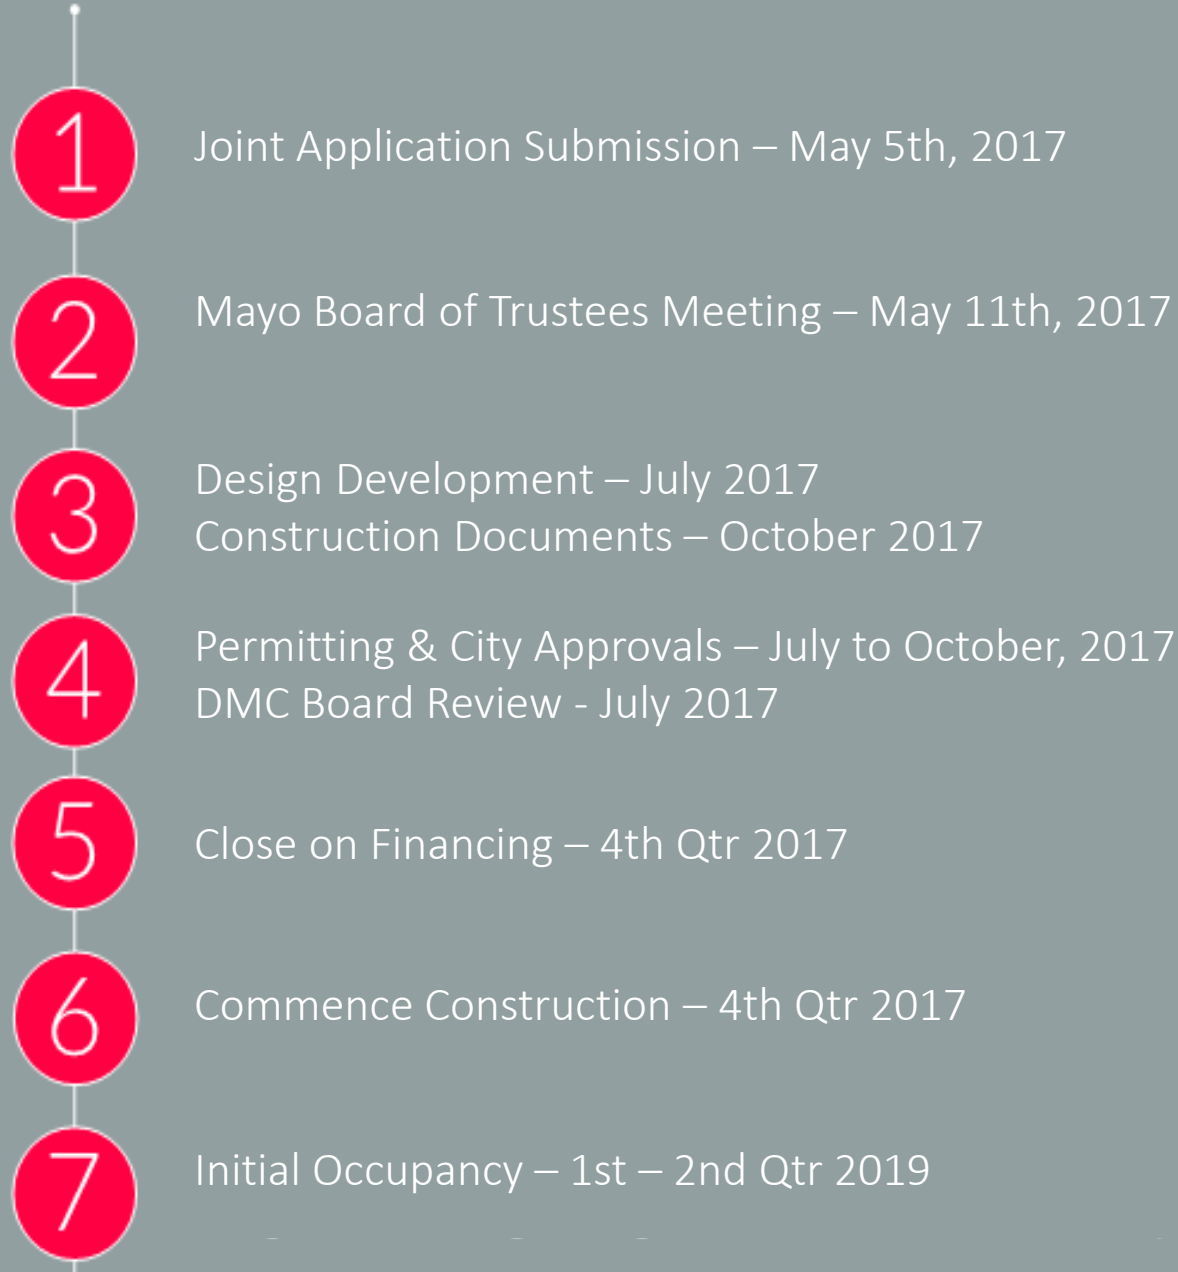 1
Joint Application Submission – May 5th, 2017
2
Mayo Board of Trustees Meeting – May 11th, 2017
3
Design Development – July 2017
Construction Documents – October 2017
4
Permitting & City Approvals – July to October, 2017
DMC Board Review - July 2017
5
Close on Financing – 4th Qtr 2017
6
Commence Construction – 4th Qtr 2017
7
Initial Occupancy – 1st – 2nd Qtr 2019